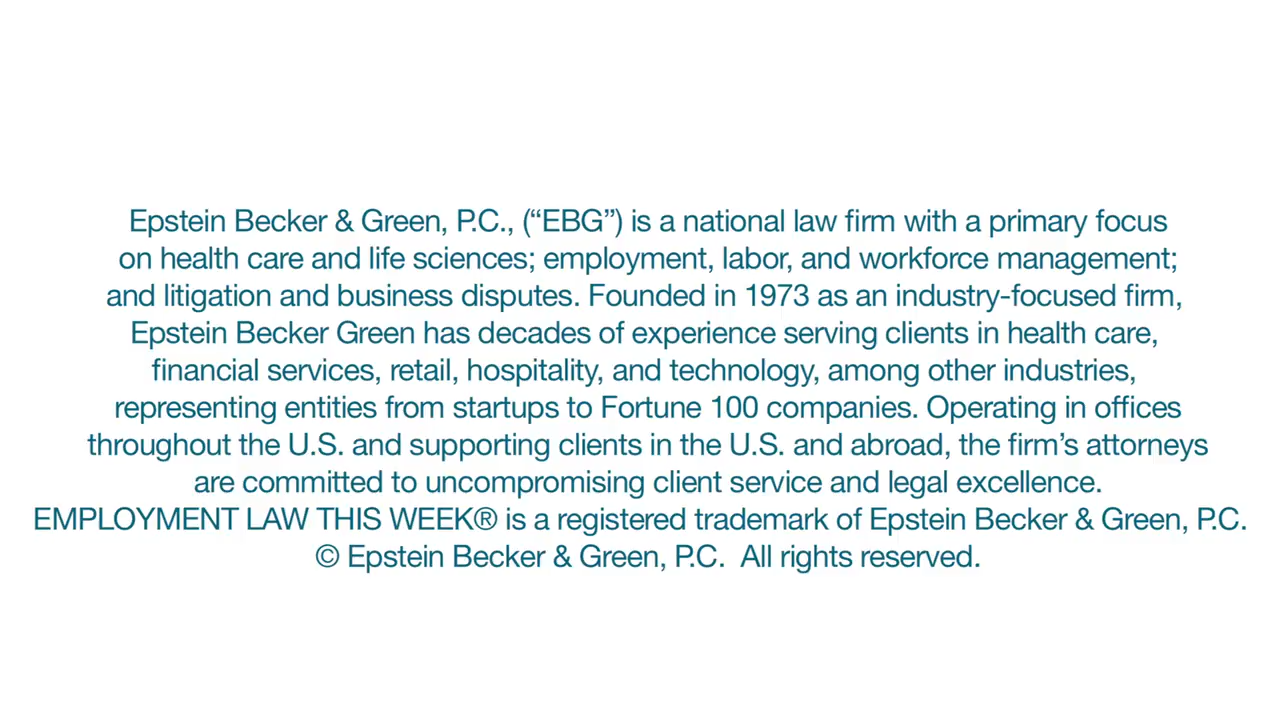 Epstein Becker & Green, P.C., (“EBG”) is a national law firm with a primary focus
on health care and life sciences; employment, labor, and workforce management;
and litigation and business disputes. Founded in 1973 as an industry-focused firm,
Epstein Becker Green has decades of experience serving clients in health care,
financial services, retail, hospitality, and technology, among other industries,
representing entities from startups to Fortune 100 companies. Operating in offices
throughout the U.S. and supporting clients in the U.S. and abroad, the firm’s attorneys
are committed to uncompromising client service and legal excellence.
EMPLOYMENT LAW THIS WEEK® is a registered trademark of Epstein Becker & Green, P.C.
© Epstein Becker & Green, P.C.  All rights reserved.